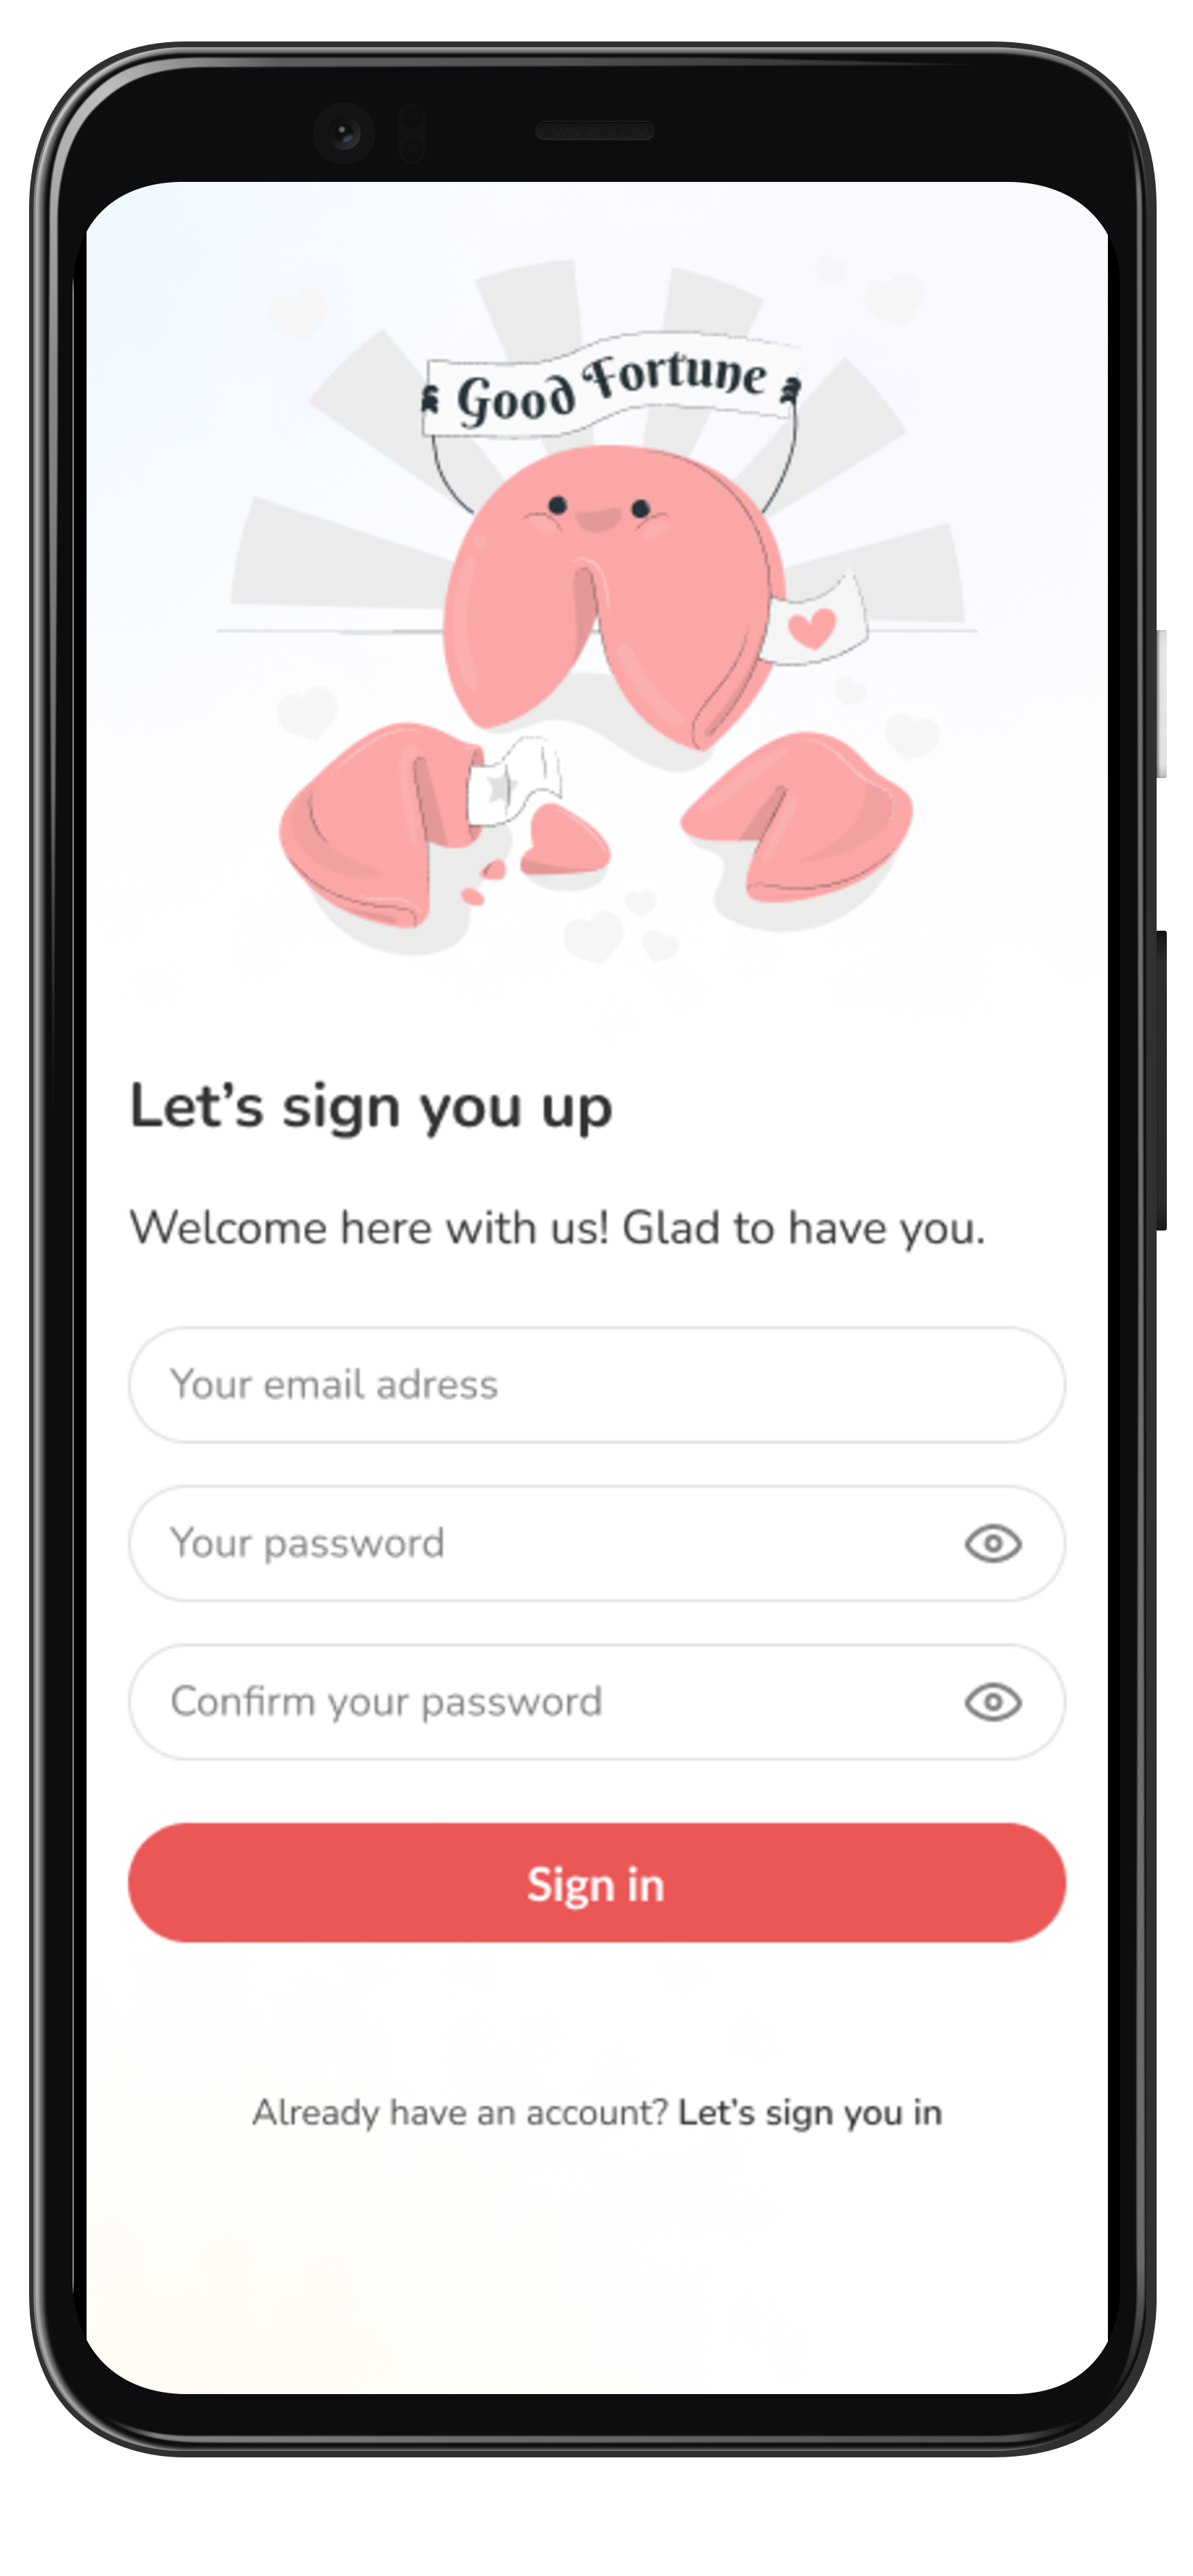 Good Fortune
Let's sign you up
Welcome here with us! Glad to have you.
Your email adress
Your password
Confirm your password
Sign in
Already have an account? Let's sign you in